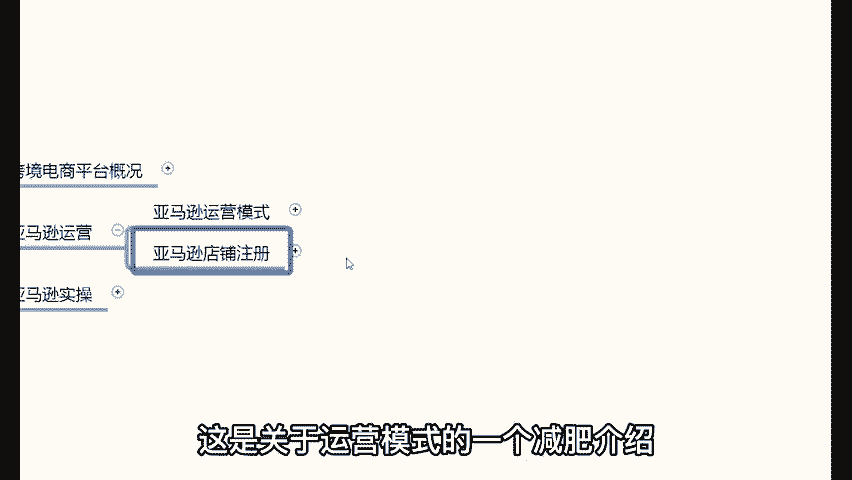 境电商平台概况
亚马逊运营模式
亚马逊运营
亚马逊店铺注册
亚马逊实操
这是关于运营模式的一个减肥介绍